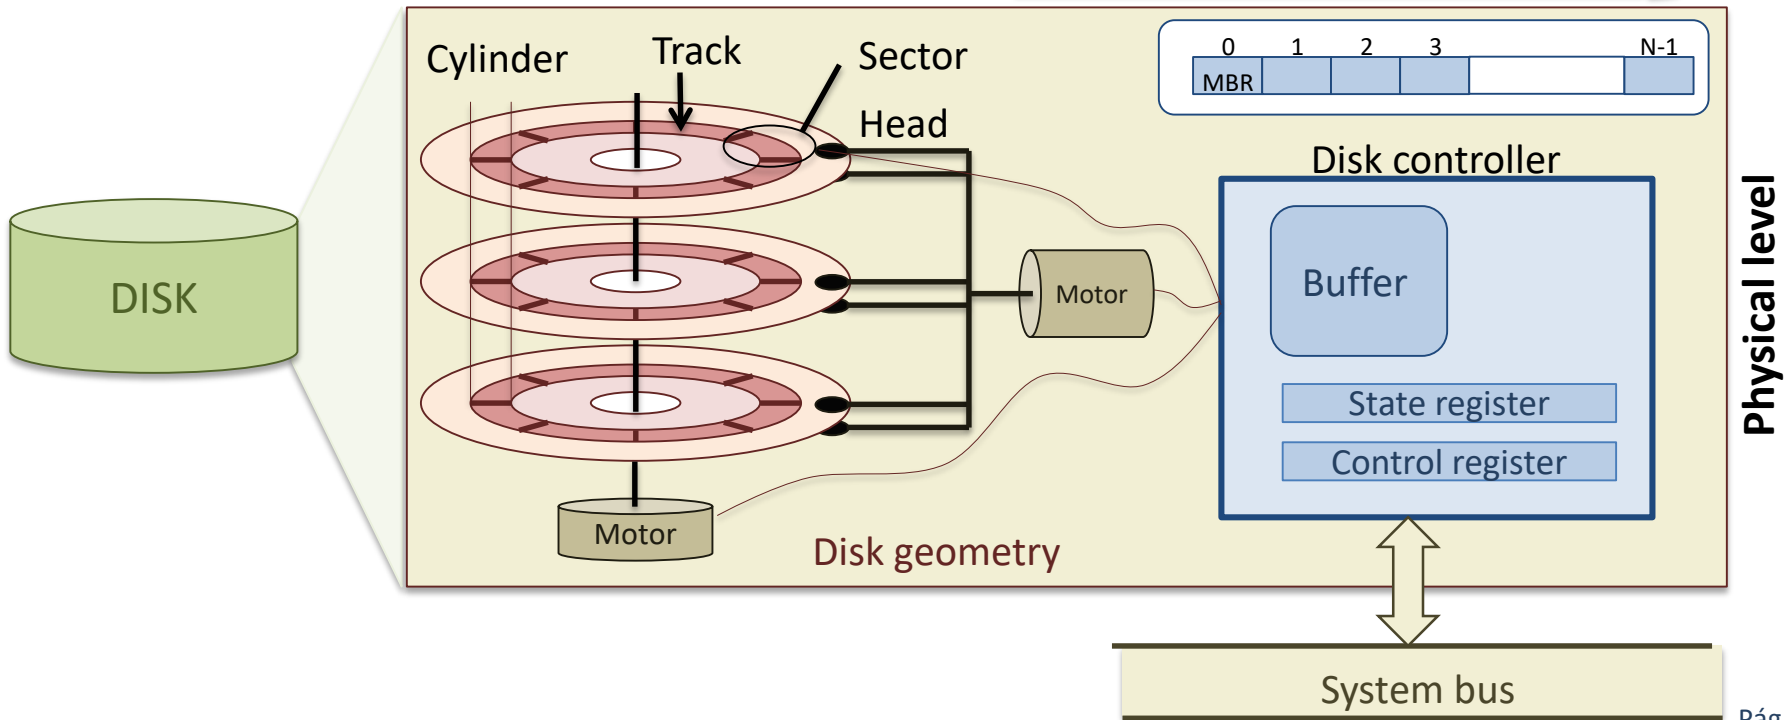 Cylinder
Track
Sector
Head
0 1 2 3 N-1
MBR
Disk controller
Buffer
State register
Control register
DISK
Motor
Motor
Disk geometry
Physical level
System bus
Pág